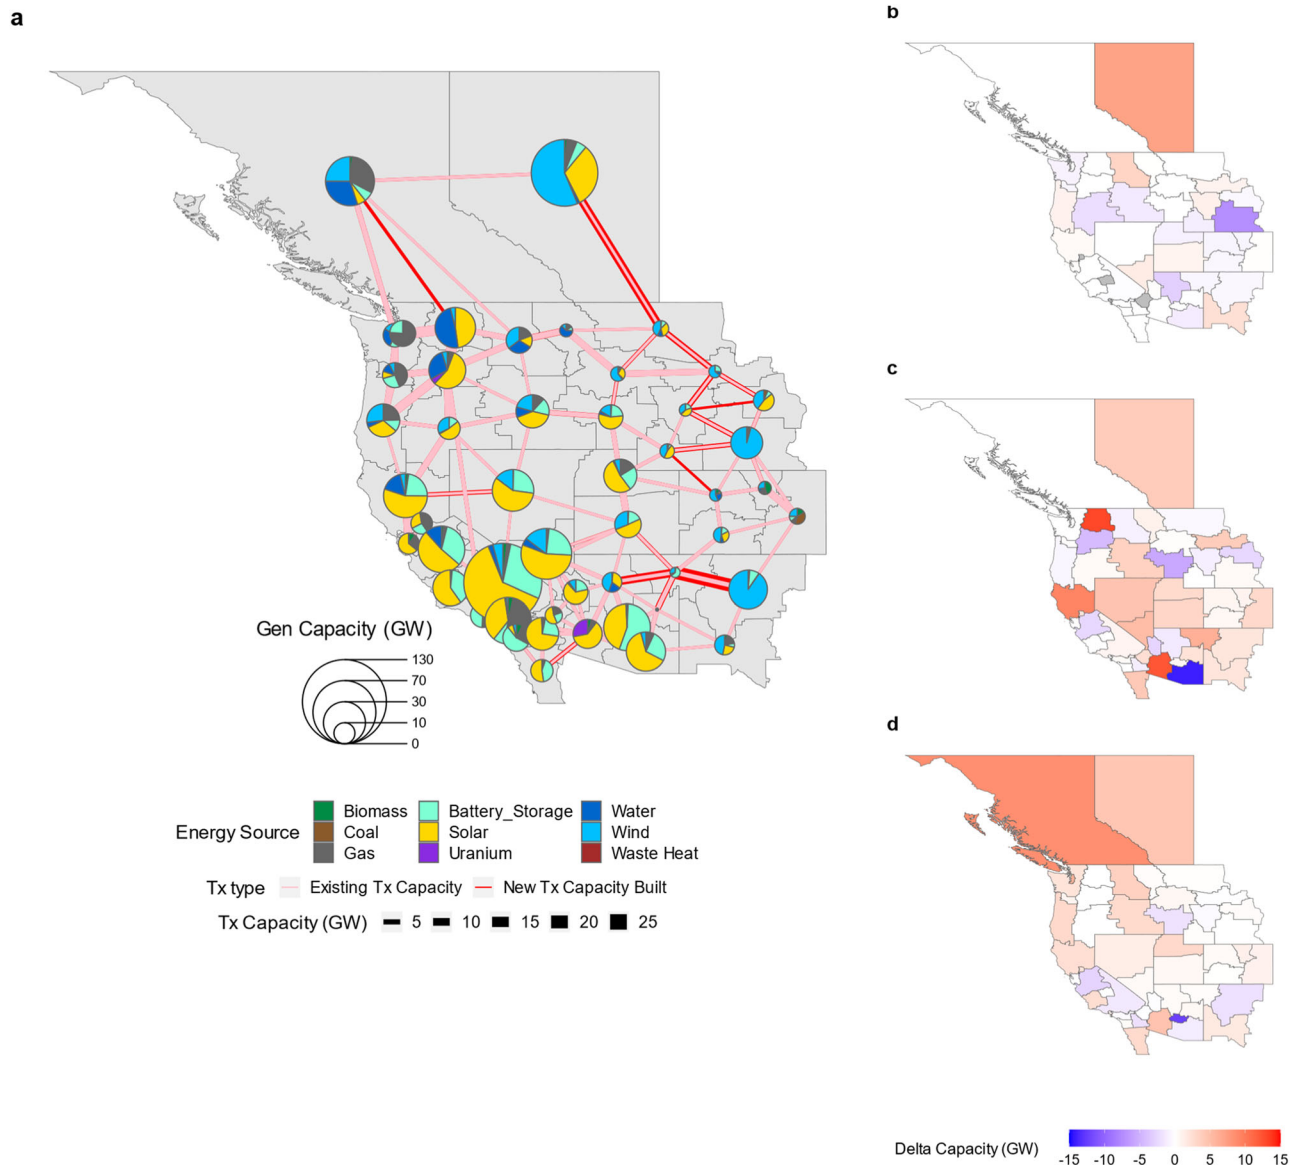 a
b
c
d
Gen Capacity (GW)
130
70
30
10
0
Energy Source
Biomass Battery_Storage Water
Coal Solar Wind
Gas Uranium Waste Heat
Tx type Existing Tx Capacity New Tx Capacity Built
Tx Capacity (GW) 5 10 15 20 25
Delta Capacity (GW)
-15 -10 -5 0 5 10 15